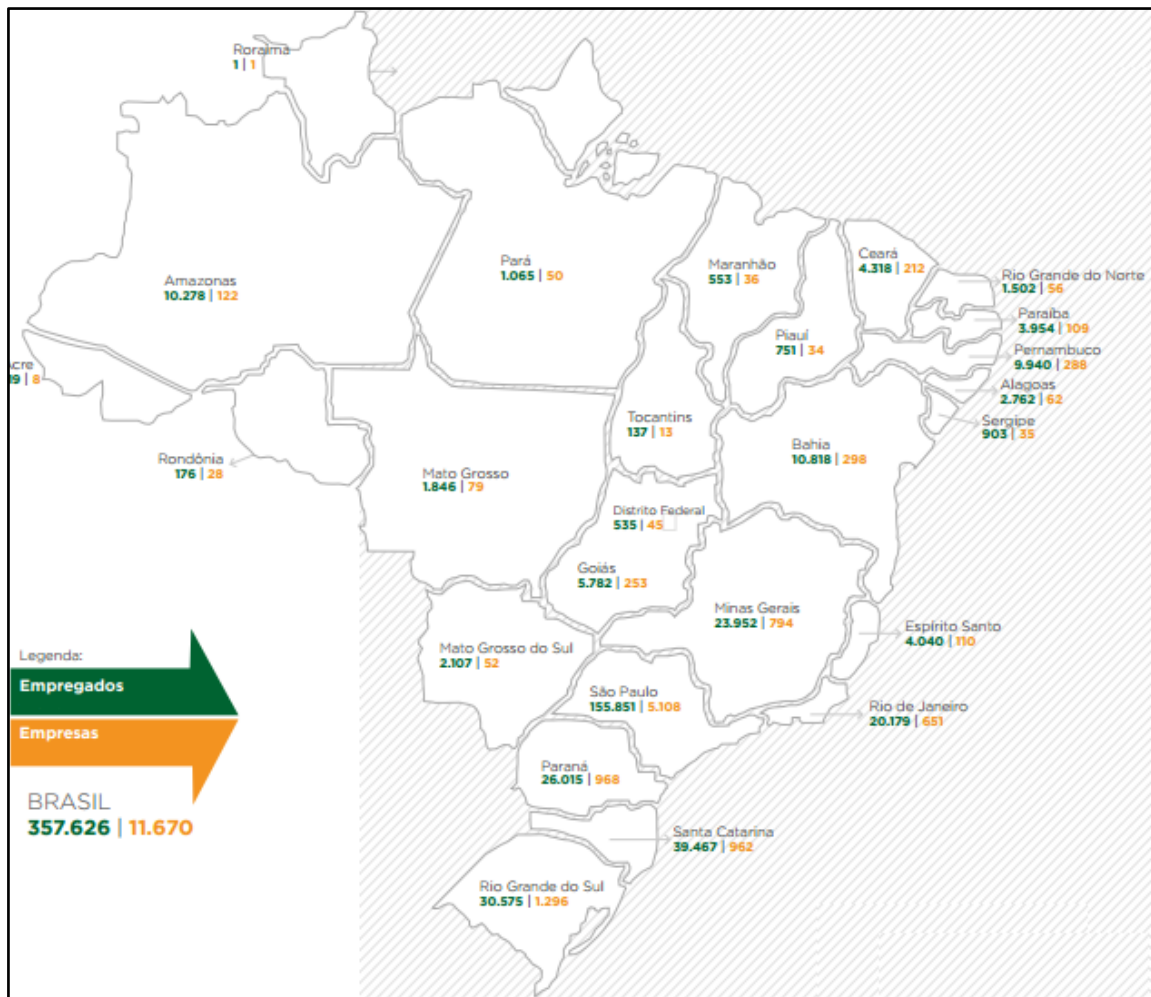 Roraima
1 | 1
Amazonas
10.278 | 122
Pará
1.065 | 50
Maranhão
553 | 36
Ceará
4.318 | 212
Rio Grande do Norte
1.502 | 56
Paraíba
3.954 | 109
Piauí
751 | 34
Pernambuco
9.940 | 288
Acre
19 | 8
Alagoas
2.762 | 62
Sergipe
903 | 35
Tocantins
137 | 13
Bahia
10.818 | 298
Rondônia
176 | 28
Mato Grosso
1.846 | 79
Distrito Federal
535 | 45
Goiás
5.782 | 253
Minas Gerais
23.952 | 794
Espírito Santo
4.040 | 110
Mato Grosso do Sul
2.107 | 52
São Paulo
155.851 | 5.108
Rio de Janeiro
20.179 | 651
Paraná
26.015 | 968
Santa Catarina
39.467 | 962
Rio Grande do Sul
30.575 | 1.296
Legenda:
Empregados
Empresas
BRASIL
357.626 | 11.670